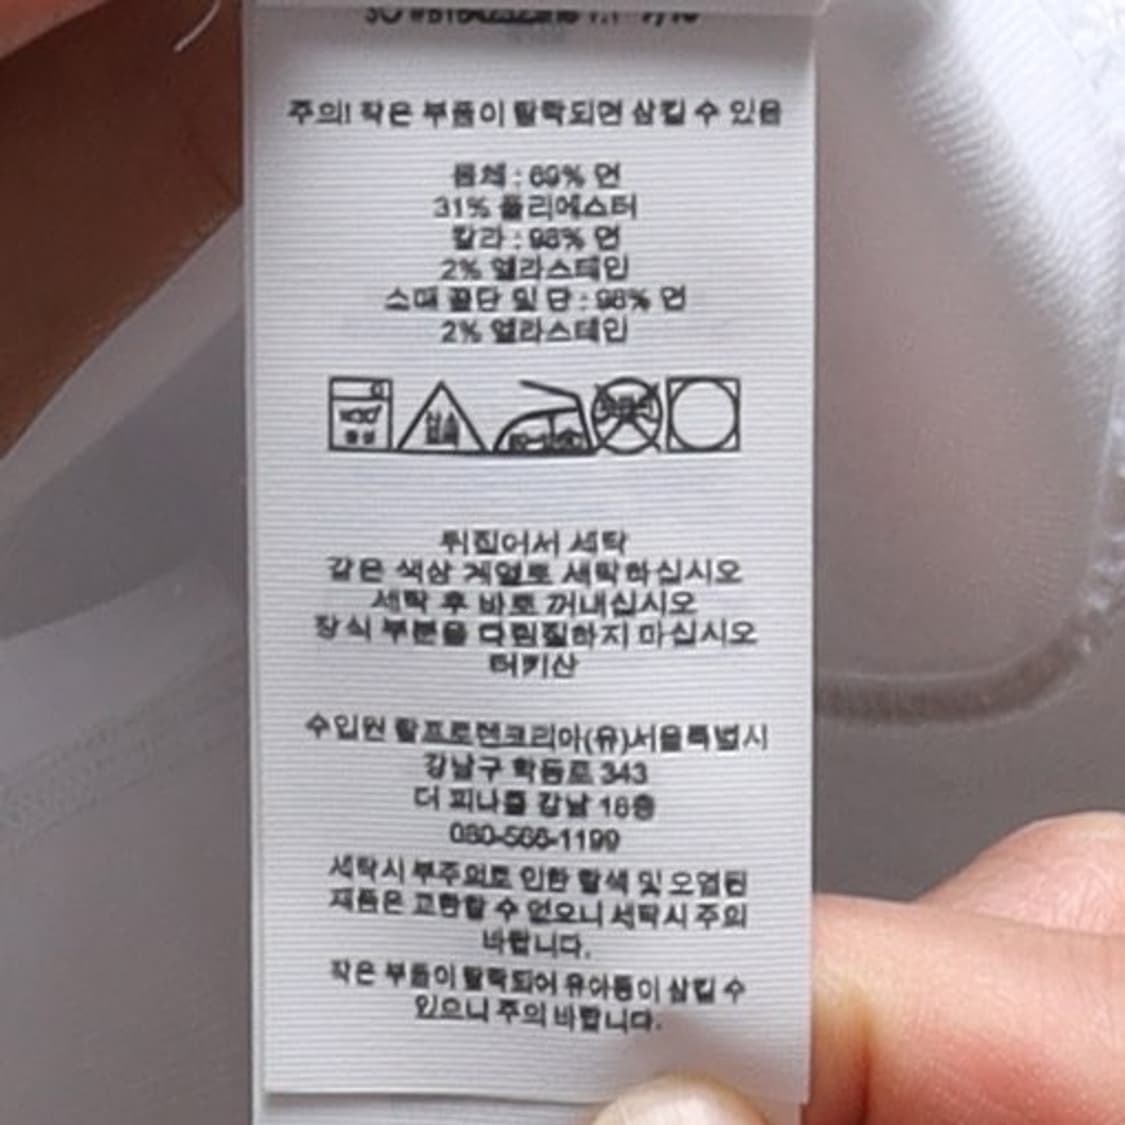 주의! 작은 부품이 탈락되면 삼킬 수 있음
몸체 : 69% 면
31% 폴리에스터
칼라 : 98% 면
2% 엘라스테인
소매 끝단 및 단 : 98% 면
2% 엘라스테인
뒤집어서 세탁
같은 색상 계열로 세탁하십시오
세탁 후 바로 꺼내십시오
장식 부분을 다림질하지 마십시오
터키산
수입원 랄프로렌코리아(유)서울특별시
강남구 학동로 343
더 피나클 강남 16층
세탁시 부주의로 인한 탈색 및 오염된
제품은 교환할 수 없으니 세탁시 주의
바랍니다.
작은 부품이 탈락되어 유아동이 삼킬 수
있으니 주의 바랍니다.